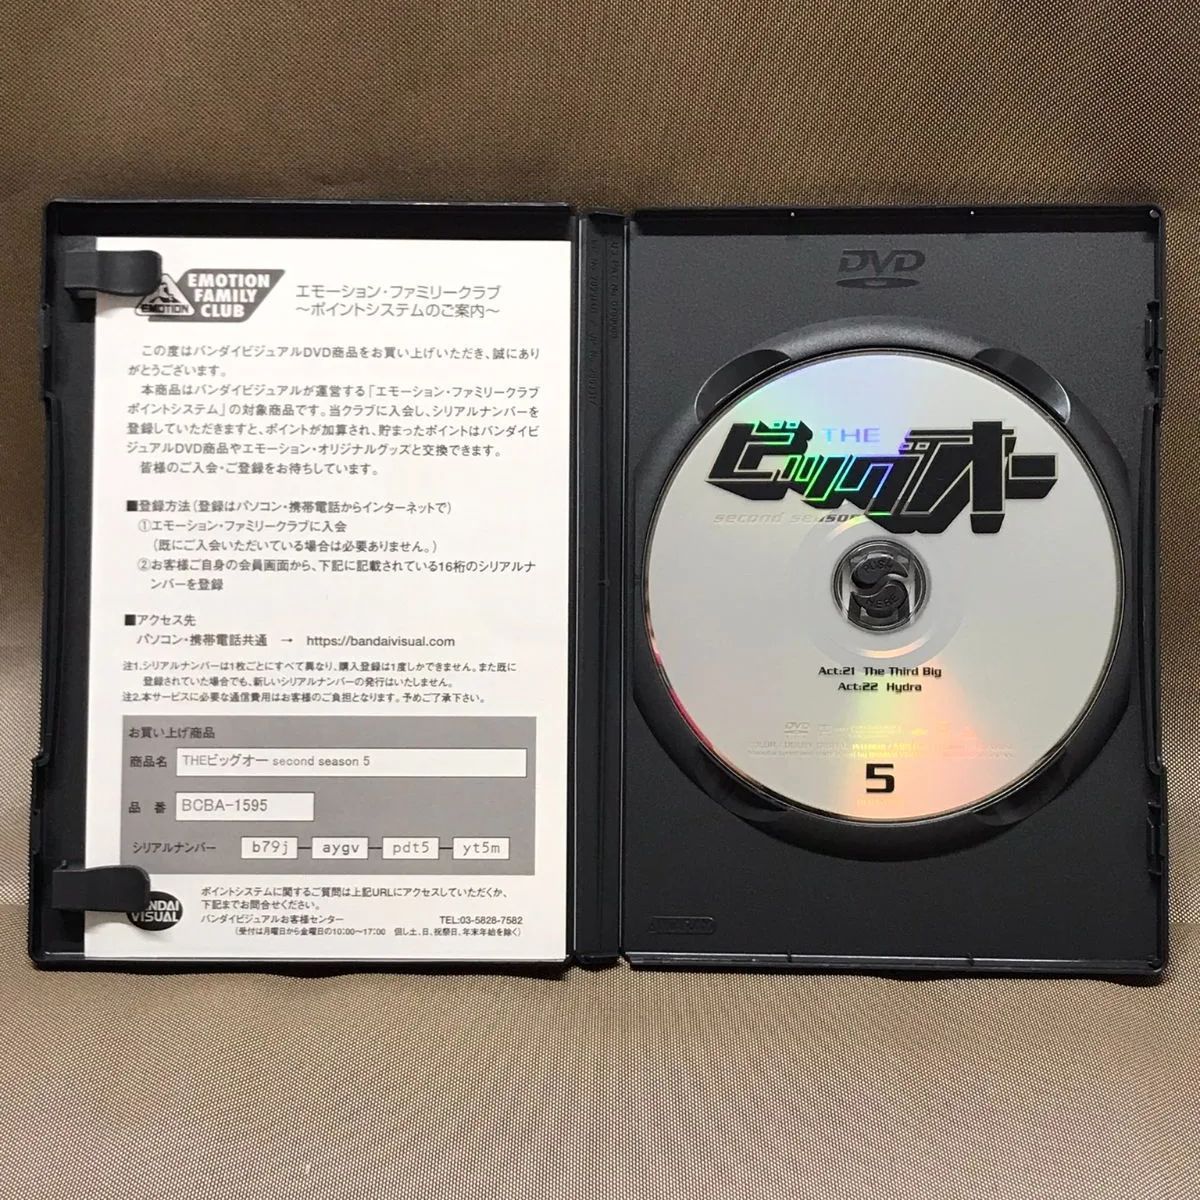 EMOTION
FAMILY
CLUB
EMOTION
エモーション・ファミリークラブ
〜ポイントシステムのご案内〜
この度はバンダイビジュアルDVD商品をお買い上げいただき、誠にあり
がとうございます。
本商品はバンダイビジュアルが運営する「エモーション・ファミリークラブ
ポイントシステム」の対象商品です。当クラブに入会し、シリアルナンバーを
登録していただきますと、ポイントが加算され、貯まったポイントはバンダイビ
ジュアルDVD商品やエモーション・オリジナルグッズと交換できます。
皆様のご入会・ご登録をお待ちしています。
■登録方法(登録はパソコン・携帯電話からインターネットで)
①エモーション・ファミリークラブに入会
(既にご入会いただいている場合は必要ありません。)
②お客様ご自身の会員画面から、下記に記載されている16桁のシリアルナ
ンバーを登録
■アクセス先
パソコン・携帯電話共通 → https://bandaivisual.com
注1.シリアルナンバーは1枚ごとにすべて異なり、購入登録は1度しかできません。また既に
登録されていた場合でも、新しいシリアルナンバーの発行はいたしません。
注2.本サービスに必要な通信費用はお客様のご負担となります。予めご了承下さい。
お買い上げ商品
商品名 THEビッグオー second season 5
品 番 BCBA-1595
シリアルナンバー b79j — aygv — pdt5 — yt5m
BANDAI
VISUAL
ポイントシステムに関するご質問は上記URLにアクセスしていただくか、
下記までお問合せください。
バンダイビジュアルお客様センター TEL:03-5828-7582
(受付は月曜日から金曜日の10:00〜17:00 但し土、日、祝祭日、年末年始を除く)
DVD
THE
ビッグオー
second season
PUSH
HERE
Act:21 The Third Big
Act:22 Hydra
DVD
COLOR / DOLBY DIGITAL
5